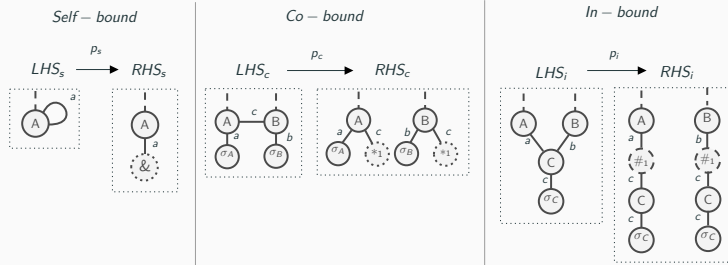 Self – bound
p_s
LHS_s
RHS_s
A
a
A
a
&
Co – bound
p_c
LHS_c
RHS_c
A
c
B
a
b
σ_A
σ_B
A
B
a
c
b
c
σ_A
*₁
σ_B
*₁
In – bound
p_i
LHS_i
RHS_i
A
B
a
b
C
c
σ_C
A
B
a
b
#₁
#₁
c
c
C
C
c
c
σ_C
σ_C